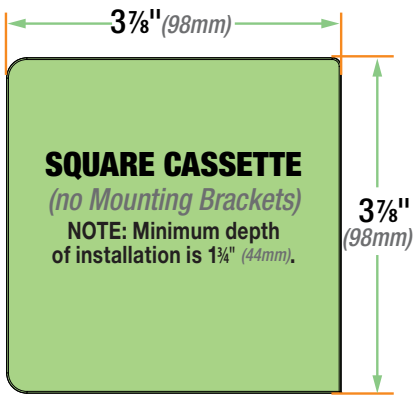 3⅞" (98mm)
SQUARE CASSETTE
(no Mounting Brackets)
NOTE: Minimum depth
of installation is 1¾" (44mm).
3⅞"
(98mm)